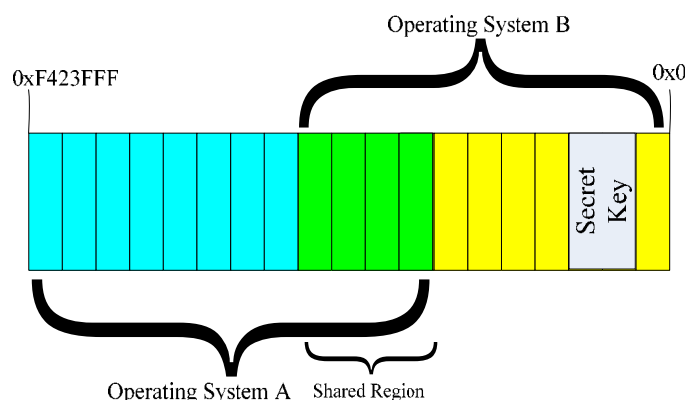 Operating System B
0xF423FFF
0x0
Secret
Key
Operating System A
Shared Region